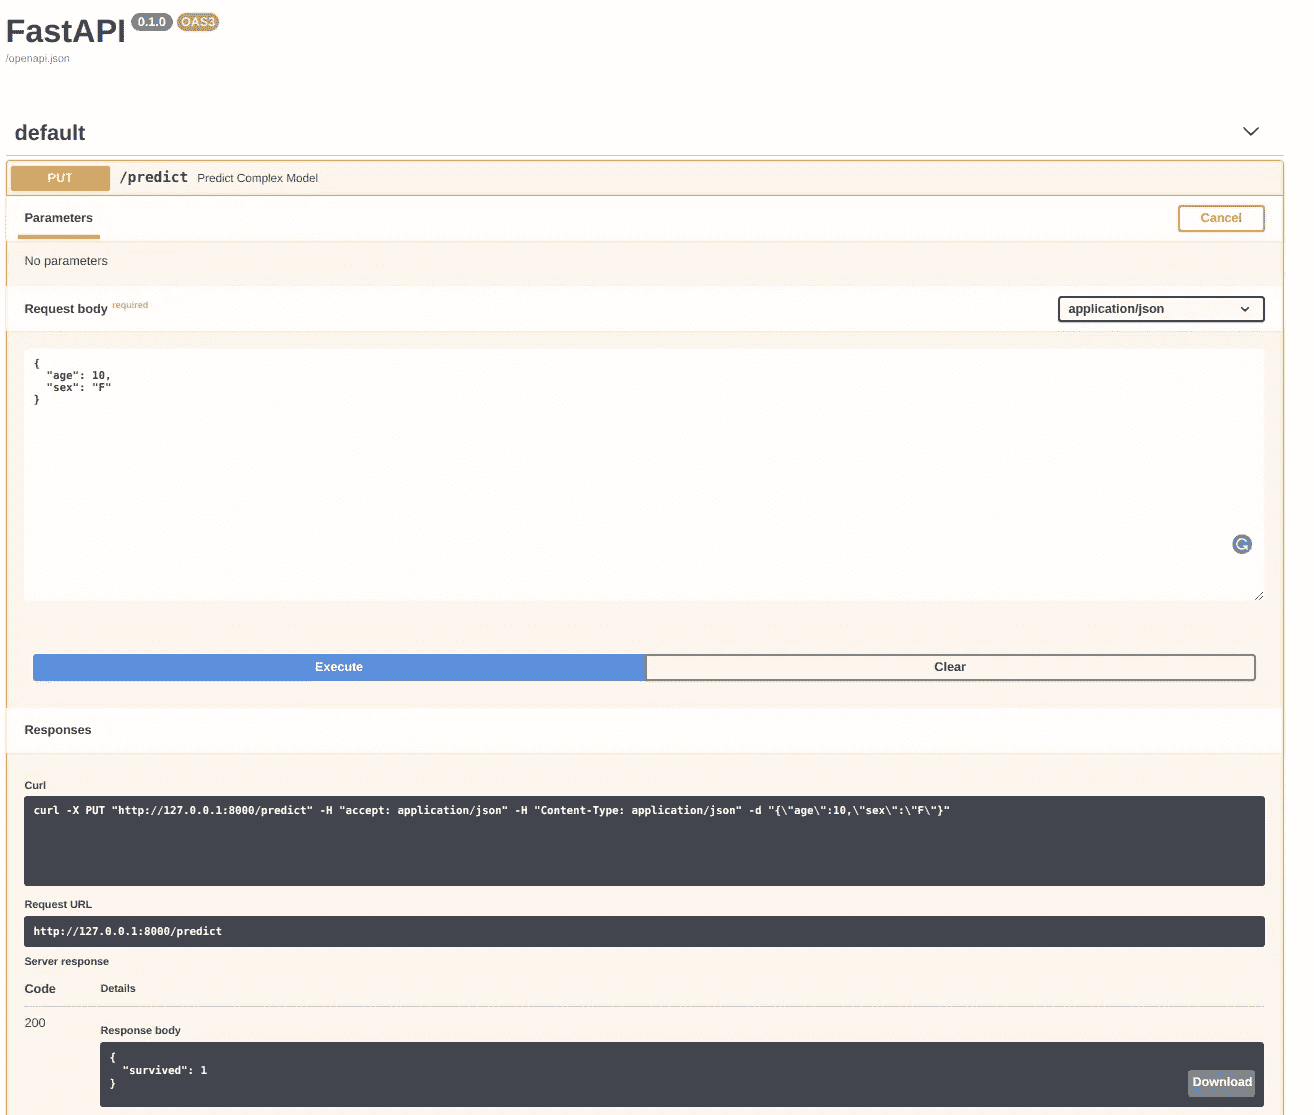 FastAPI 0.1.0 OAS3
/openapi.json
default
PUT /predict Predict Complex Model
Parameters Cancel
No parameters
Request body required application/json
{
"age": 10,
"sex": "F"
}
Execute Clear
Responses
Curl
curl -X PUT "http://127.0.0.1:8000/predict" -H "accept: application/json" -H "Content-Type: application/json" -d "{\"age\":10,\"sex\":\"F\"}"
Request URL
http://127.0.0.1:8000/predict
Server response
Code Details
200
Response body
{
"survived": 1
}
Download